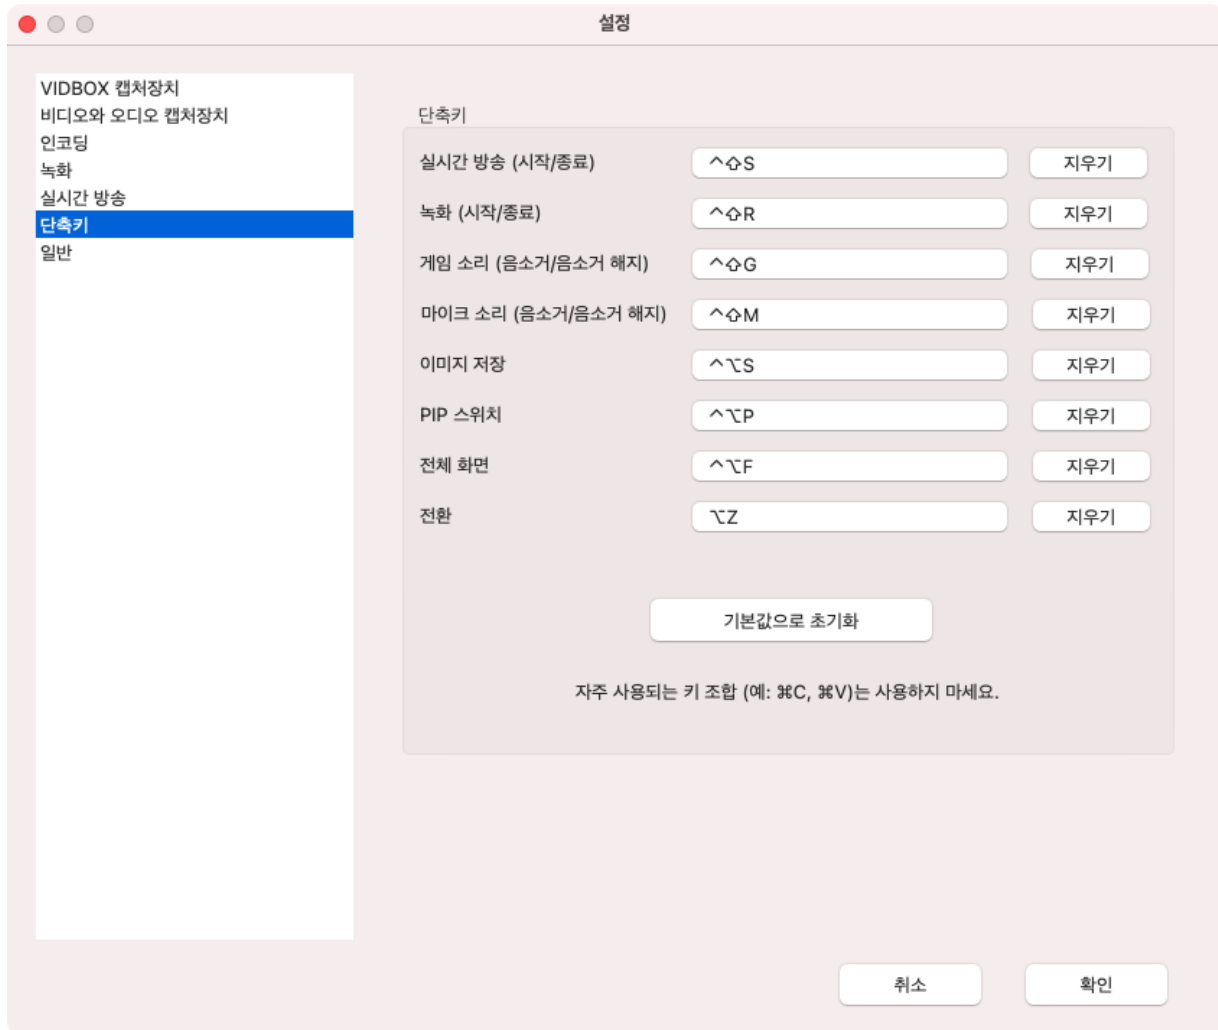 설정
VIDBOX 캡처장치
비디오와 오디오 캡처장치
인코딩
녹화
실시간 방송
단축키
일반
단축키
실시간 방송 (시작/종료) ^⇧S 지우기
녹화 (시작/종료) ^⇧R 지우기
게임 소리 (음소거/음소거 해지) ^⇧G 지우기
마이크 소리 (음소거/음소거 해지) ^⇧M 지우기
이미지 저장 ^⌥S 지우기
PIP 스위치 ^⌥P 지우기
전체 화면 ^⌥F 지우기
전환 ⌥Z 지우기
기본값으로 초기화
자주 사용되는 키 조합 (예: ⌘C, ⌘V)는 사용하지 마세요.
취소 확인